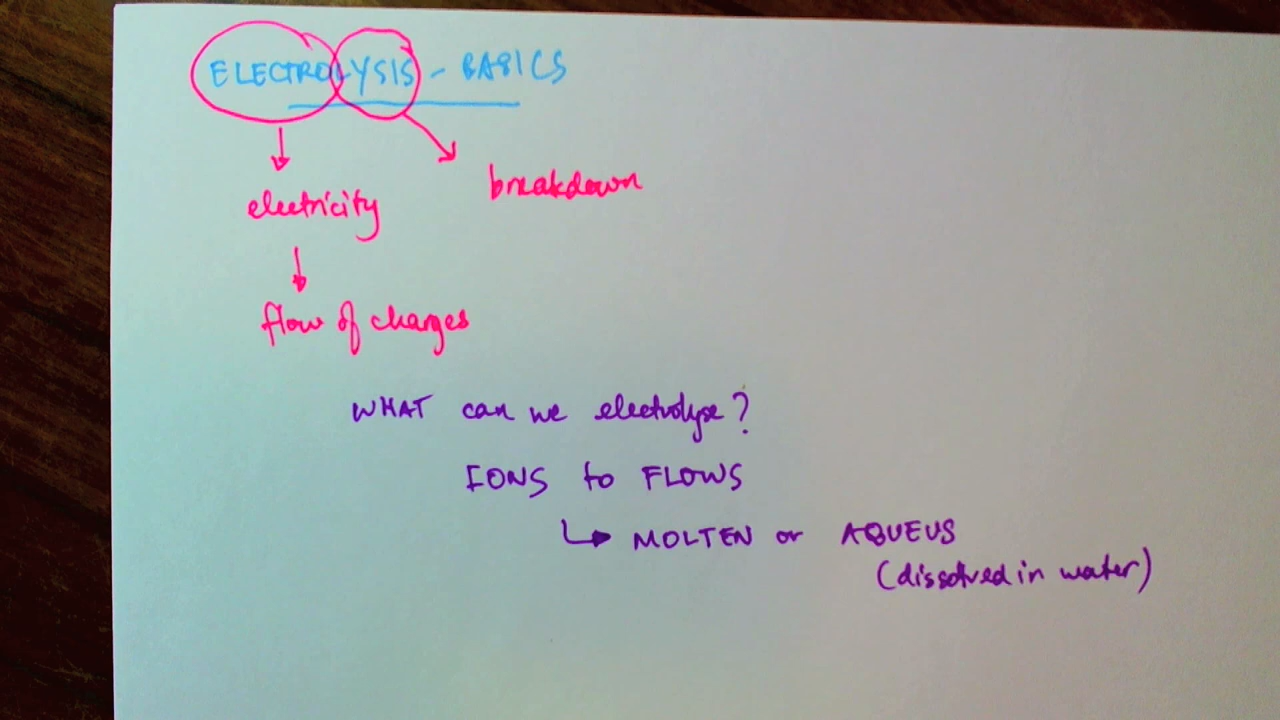 ELECTROLYSIS - BASICS
electricity
breakdown
flow of charges
WHAT can we electrolyse?
IONS to FLOWS
MOLTEN or AQUEUS
(dissolved in water)